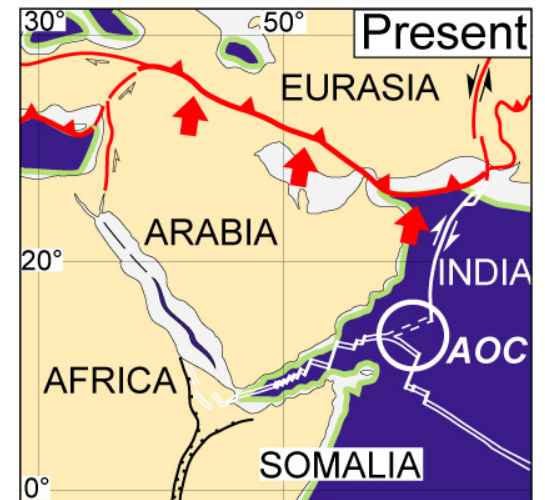 30°
50°
Present
EURASIA
ARABIA
20°
INDIA
AOC
AFRICA
SOMALIA
0°